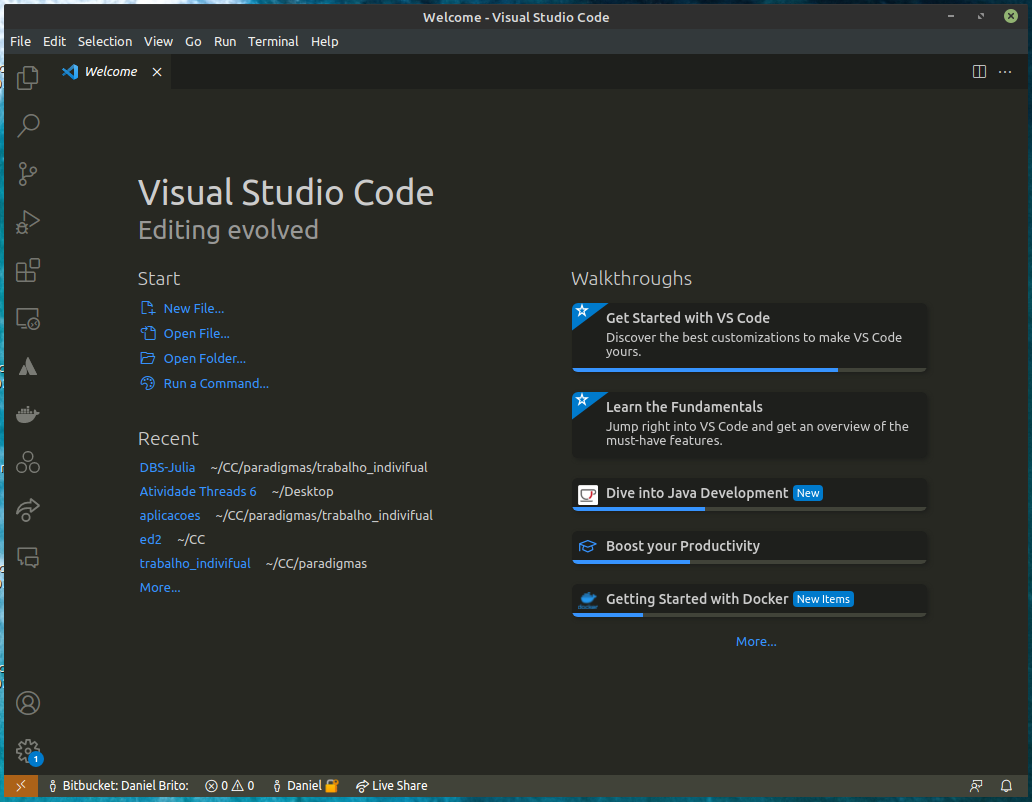 Welcome - Visual Studio Code
File Edit Selection View Go Run Terminal Help
Welcome
Visual Studio Code
Editing evolved
Start
New File...
Open File...
Open Folder...
Run a Command...
Recent
DBS-Julia ~/CC/paradigmas/trabalho_indivifual
Atividade Threads 6 ~/Desktop
aplicacoes ~/CC/paradigmas/trabalho_indivifual
ed2 ~/CC
trabalho_indivifual ~/CC/paradigmas
More...
Walkthroughs
Get Started with VS Code
Discover the best customizations to make VS Code
yours.
Learn the Fundamentals
Jump right into VS Code and get an overview of the
must-have features.
Dive into Java Development New
Boost your Productivity
docker
Getting Started with Docker New Items
More...
1
Bitbucket: Daniel Brito: 0 0 Daniel Live Share